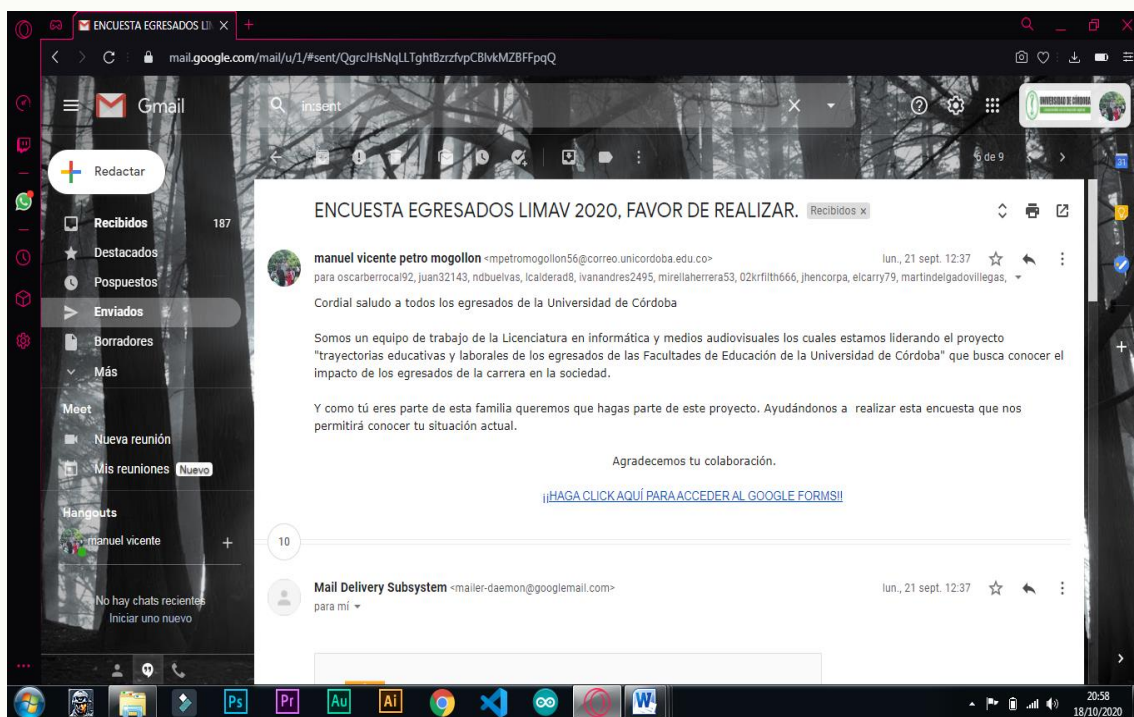 ENCUESTA EGRESADOS LI
mail.google.com/mail/u/1/#sent/QgrcJHsNqLLTghtBzrzfvpCBlvkMZBFFpqQ
Gmail
in:sent
UNIVERSIDAD DE CÓRDOBA
Redactar
6 de 9
31
Recibidos 187
Destacados
Pospuestos
Enviados
Borradores
Más
Meet
Nueva reunión
Mis reuniones Nuevo
Hangouts
manuel vicente
No hay chats recientes
Iniciar uno nuevo
ENCUESTA EGRESADOS LIMAV 2020, FAVOR DE REALIZAR. Recibidos x
manuel vicente petro mogollon <mpetromogollon56@correo.unicordoba.edu.co> lun., 21 sept. 12:37
para oscarberrocal92, juan32143, ndbuelvas, lcalderad8, ivanandres2495, mirellaherrera53, 02krfilth666, jhencorpa, elcarry79, martindelgadovillegas,
Cordial saludo a todos los egresados de la Universidad de Córdoba
Somos un equipo de trabajo de la Licenciatura en informática y medios audiovisuales los cuales estamos liderando el proyecto
"trayectorias educativas y laborales de los egresados de las Facultades de Educación de la Universidad de Córdoba" que busca conocer el
impacto de los egresados de la carrera en la sociedad.
Y como tú eres parte de esta familia queremos que hagas parte de este proyecto. Ayudándonos a realizar esta encuesta que nos
permitirá conocer tu situación actual.
Agradecemos tu colaboración.
¡¡HAGA CLICK AQUÍ PARA ACCEDER AL GOOGLE FORMS!!
10
Mail Delivery Subsystem <mailer-daemon@googlemail.com> lun., 21 sept. 12:37
para mí
Ps Pr Au Ai W
20:58
18/10/2020